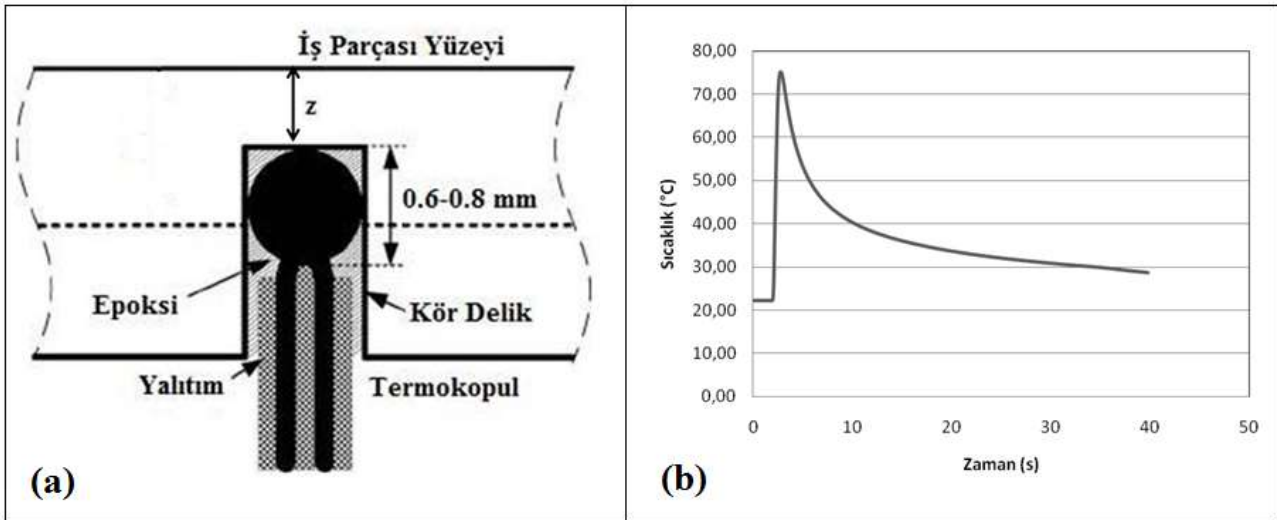 İş Parçası Yüzeyi
z
0.6-0.8 mm
Epoksi
Kör Delik
Yalıtım
Termokopul
(a)
80,00
70,00
60,00
50,00
40,00
30,00
20,00
10,00
0,00
Sıcaklık (°C)
0 10 20 30 40 50
Zaman (s)
(b)